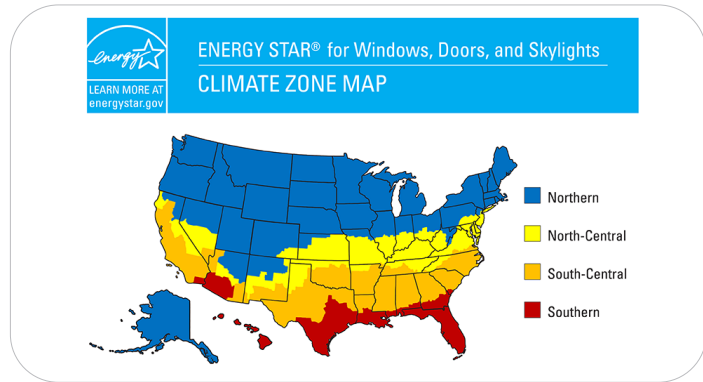 energy
LEARN MORE AT
energystar.gov
ENERGY STAR® for Windows, Doors, and Skylights
CLIMATE ZONE MAP
Northern
North-Central
South-Central
Southern